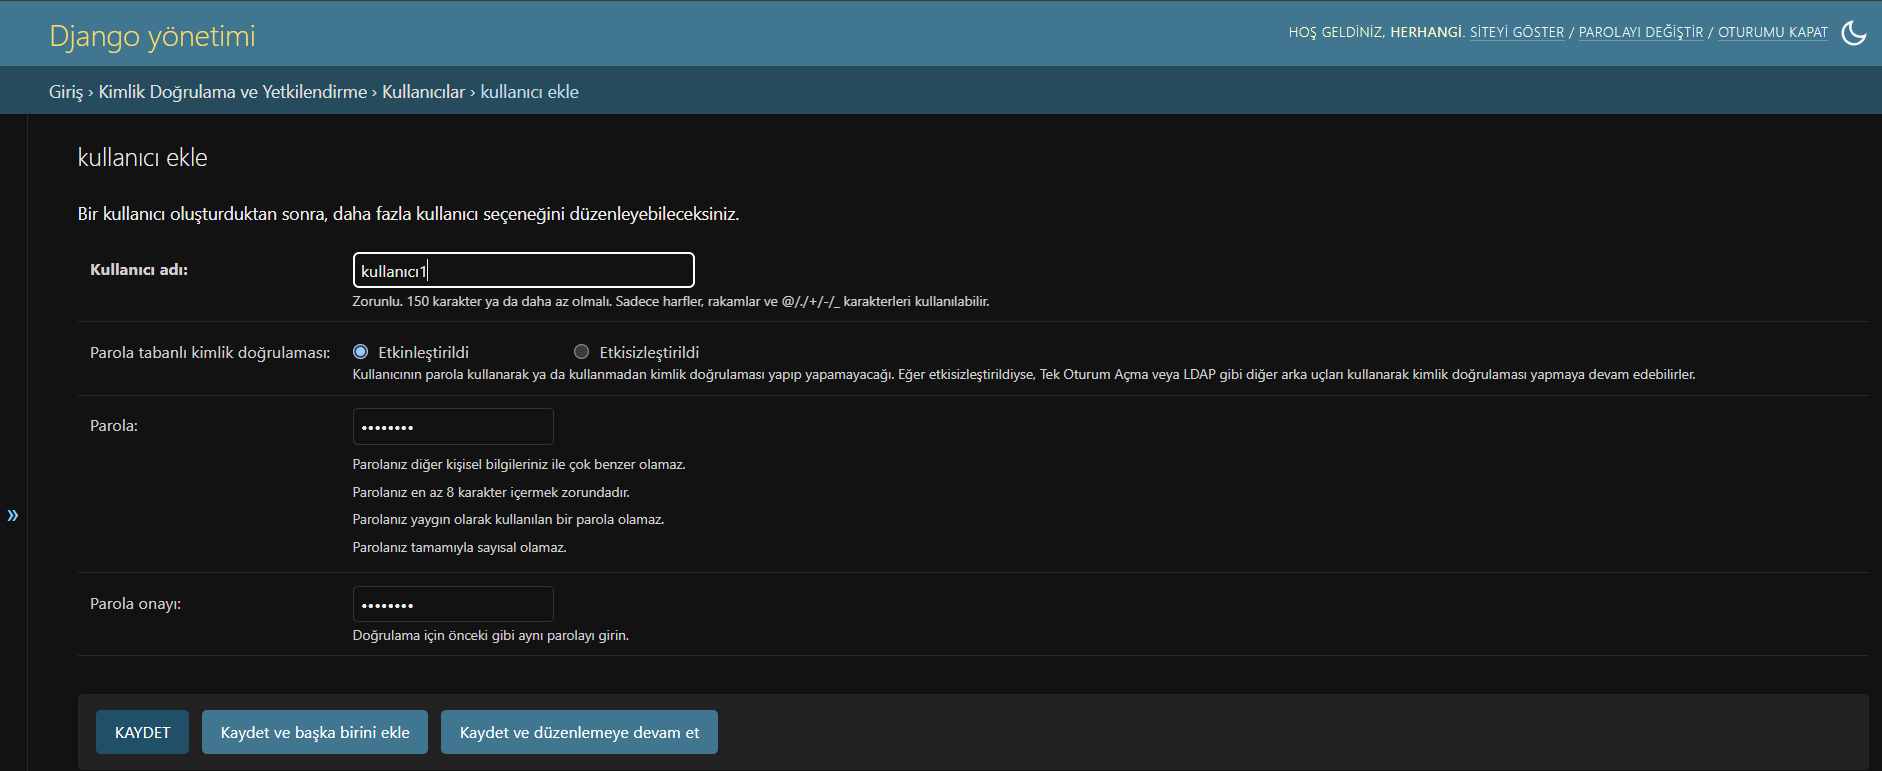 Django yönetimi
HOŞ GELDİNİZ, HERHANGİ. SİTEYİ GÖSTER / PAROLAYI DEĞİŞTİR / OTURUMU KAPAT
Giriş › Kimlik Doğrulama ve Yetkilendirme › Kullanıcılar › kullanıcı ekle
kullanıcı ekle
Bir kullanıcı oluşturduktan sonra, daha fazla kullanıcı seçeneğini düzenleyebileceksiniz.
Kullanıcı adı:
kullanıcı1
Zorunlu. 150 karakter ya da daha az olmalı. Sadece harfler, rakamlar ve @/./+/-/_ karakterleri kullanılabilir.
Parola tabanlı kimlik doğrulaması:
Etkinleştirildi
Etkisizleştirildi
Kullanıcının parola kullanarak ya da kullanmadan kimlik doğrulaması yapıp yapamayacağı. Eğer etkisizleştirildiyse, Tek Oturum Açma veya LDAP gibi diğer arka uçları kullanarak kimlik doğrulaması yapmaya devam edebilirler.
Parola:
••••••••
Parolanız diğer kişisel bilgileriniz ile çok benzer olamaz.
Parolanız en az 8 karakter içermek zorundadır.
Parolanız yaygın olarak kullanılan bir parola olamaz.
Parolanız tamamıyla sayısal olamaz.
»
Parola onayı:
••••••••
Doğrulama için önceki gibi aynı parolayı girin.
KAYDET
Kaydet ve başka birini ekle
Kaydet ve düzenlemeye devam et